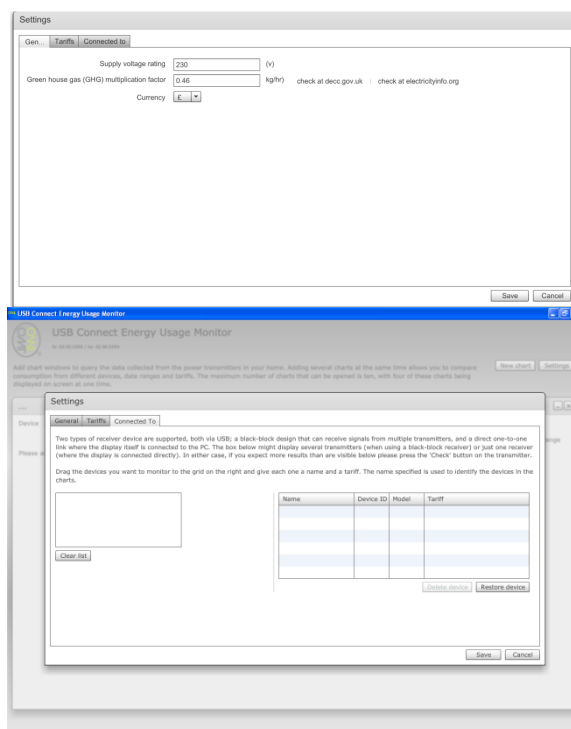 Settings
Gen... Tariffs Connected to
Supply voltage rating 230 (v)
Green house gas (GHG) multiplication factor 0.46 kg/hr) check at decc.gov.uk | check at electricityinfo.org
Currency £
Save Cancel
USB Connect Energy Usage Monitor
USB Connect Energy Usage Monitor
Add chart windows to query the data collected from the power transmitters in your home. Adding several charts at the same time allows you to compare
consumption from different devices, date ranges and tariffs. The maximum number of charts that can be opened is ten, with four of these charts being
displayed on screen at one time.
New chart Settings
Settings
Device
Please
General Tariffs Connected To
Two types of receiver device are supported, both via USB; a black-block design that can receive signals from multiple transmitters, and a direct one-to-one
link where the display itself is connected to the PC. The box below might display several transmitters (when using a black-block receiver) or just one receiver
(where the display is connected directly). In either case, if you expect more results than are visible below please press the 'Check' button on the transmitter.
Drag the devices you want to monitor to the grid on the right and give each one a name and a tariff. The name specified is used to identify the devices in the
charts.
Name Device ID Model Tariff
Clear list
Delete device Restore device
Save Cancel